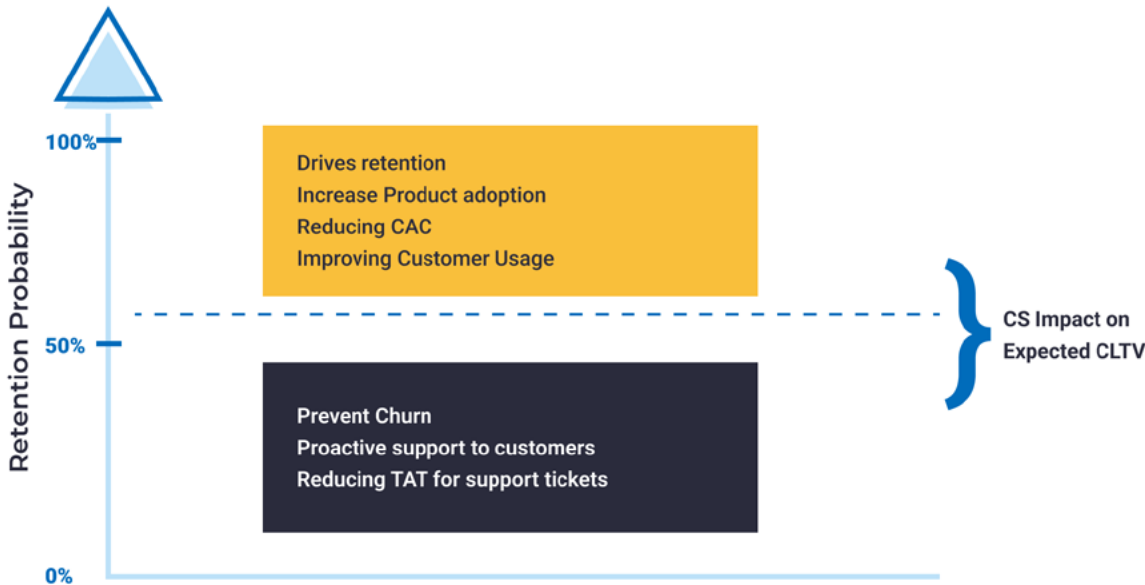 100%
Drives retention
Increase Product adoption
Reducing CAC
Improving Customer Usage
Retention Probability
50%
CS Impact on
Expected CLTV
Prevent Churn
Proactive support to customers
Reducing TAT for support tickets
0%